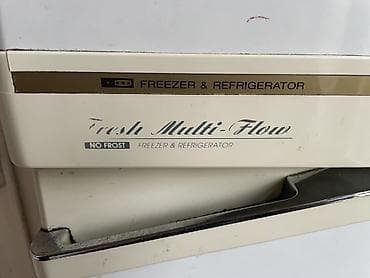 FREEZER & REFRIGERATOR
Fresh Multi-Flow
NO FROST FREEZER & REFRIGERATOR